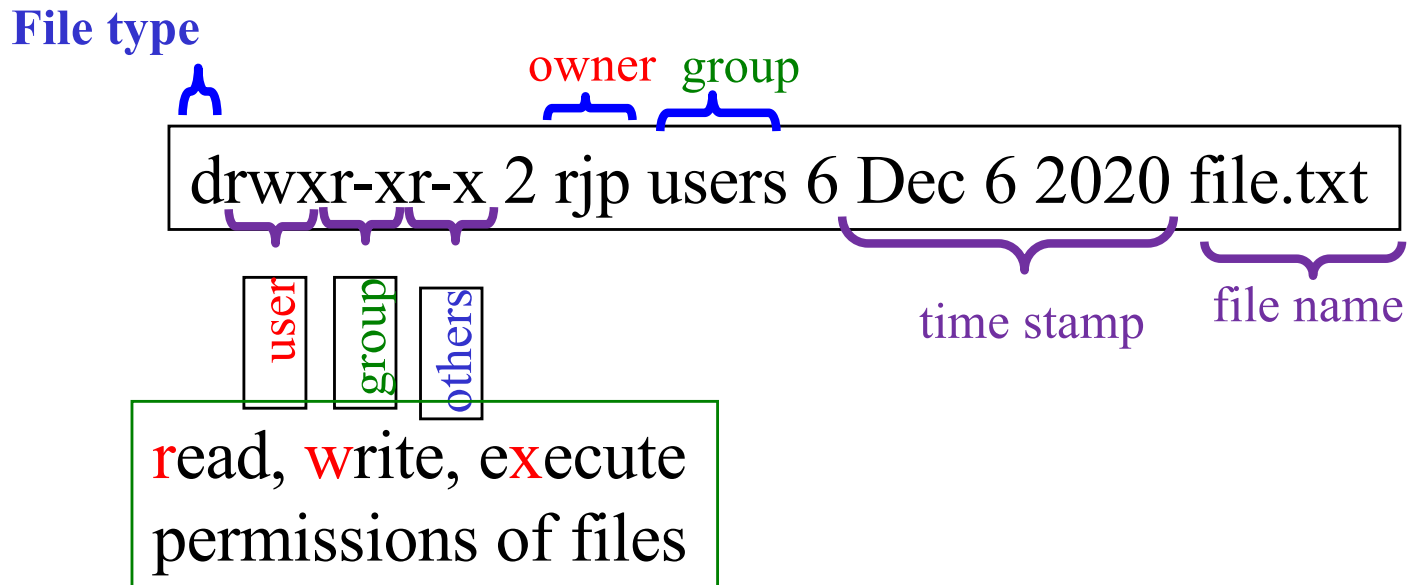 File type
owner group
drwxr-xr-x 2 rjp users 6 Dec 6 2020 file.txt
user group others
time stamp
file name
read, write, execute
permissions of files